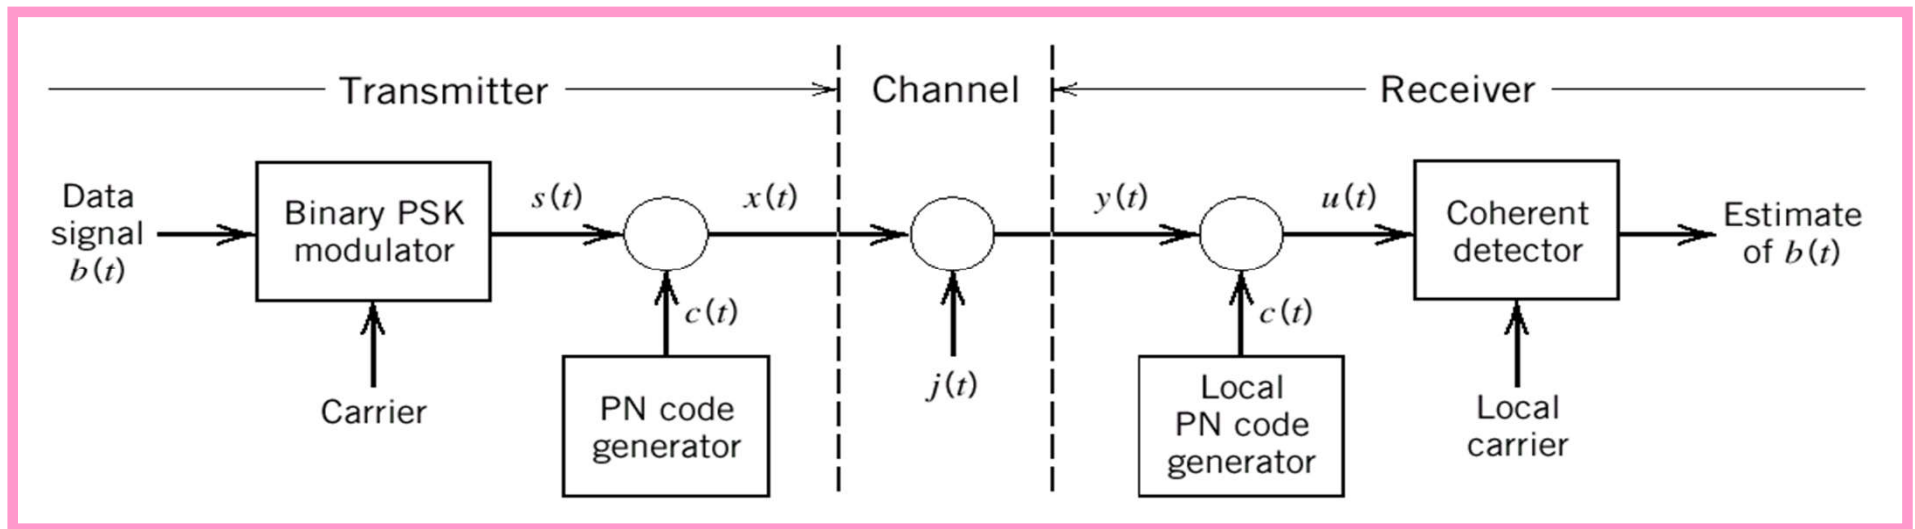 Transmitter
Channel
Receiver
Data
signal
b(t)
Binary PSK
modulator
s(t)
x(t)
y(t)
u(t)
Coherent
detector
Estimate
of b(t)
c(t)
c(t)
Carrier
PN code
generator
j(t)
Local
PN code
generator
Local
carrier